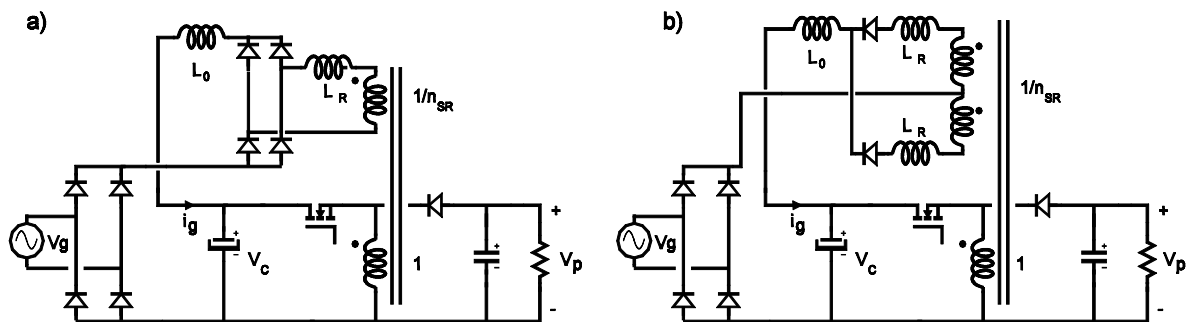 a)
L0
LR
1/nSR
ig
Vg
Vc
1
+
-
+
-
+
Vp
-
b)
L0
LR
1/nSR
LR
ig
Vg
Vc
1
+
-
+
-
+
Vp
-